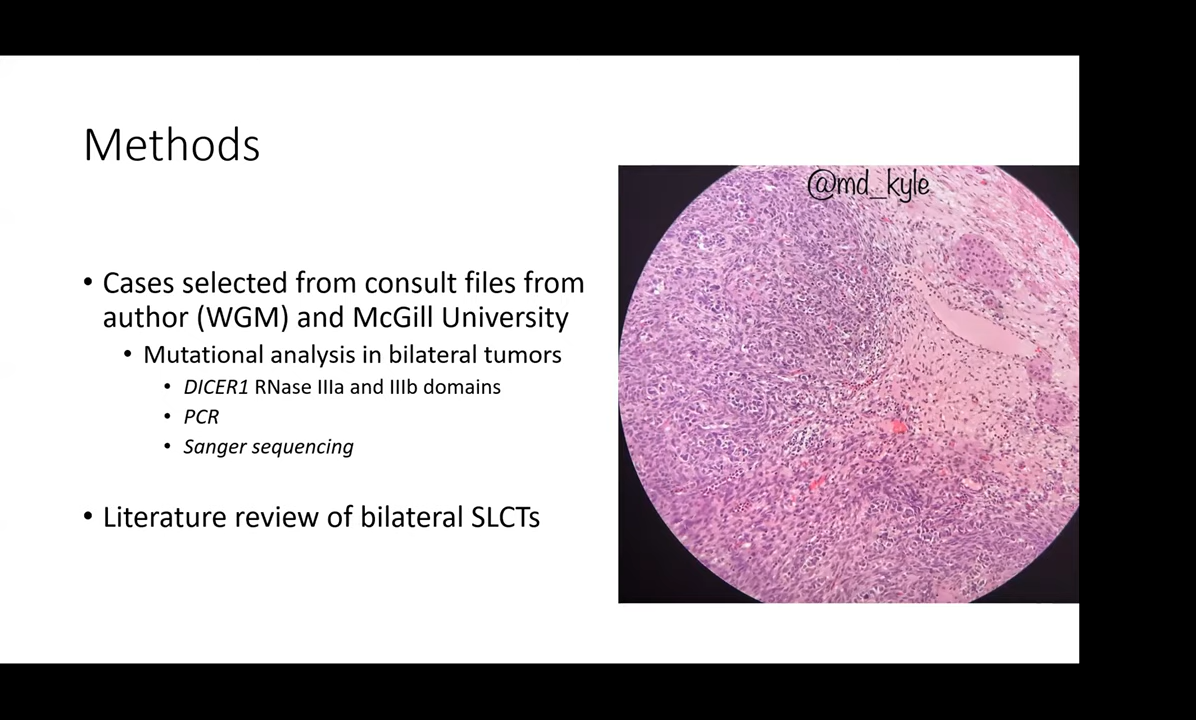 Methods
@md_kyle
• Cases selected from consult files from
author (WGM) and McGill University
• Mutational analysis in bilateral tumors
• DICER1 RNase IIIa and IIIb domains
• PCR
• Sanger sequencing
• Literature review of bilateral SLCTs